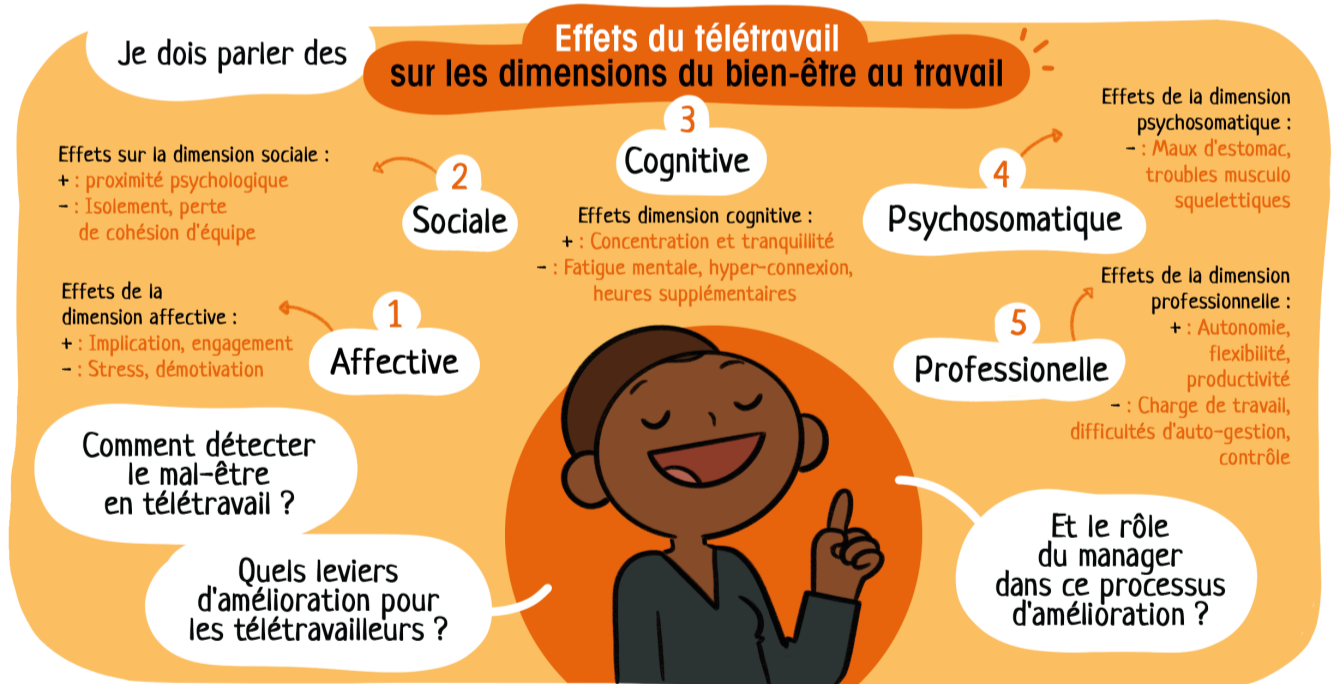 Je dois parler des
Effets du télétravail
sur les dimensions du bien-être au travail
1
Affective
Effets de la
dimension affective :
+ : Implication, engagement
- : Stress, démotivation
2
Sociale
Effets sur la dimension sociale :
+ : proximité psychologique
- : Isolement, perte
de cohésion d'équipe
3
Cognitive
Effets dimension cognitive :
+ : Concentration et tranquillité
- : Fatigue mentale, hyper-connexion,
heures supplémentaires
4
Psychosomatique
Effets de la dimension
psychosomatique :
- : Maux d'estomac,
troubles musculo
squelettiques
5
Professionelle
Effets de la dimension
professionnelle :
+ : Autonomie,
flexibilité,
productivité
- : Charge de travail,
difficultés d'auto-gestion,
contrôle
Comment détecter
le mal-être
en télétravail ?
Quels leviers
d'amélioration pour
les télétravailleurs ?
Et le rôle
du manager
dans ce processus
d'amélioration ?